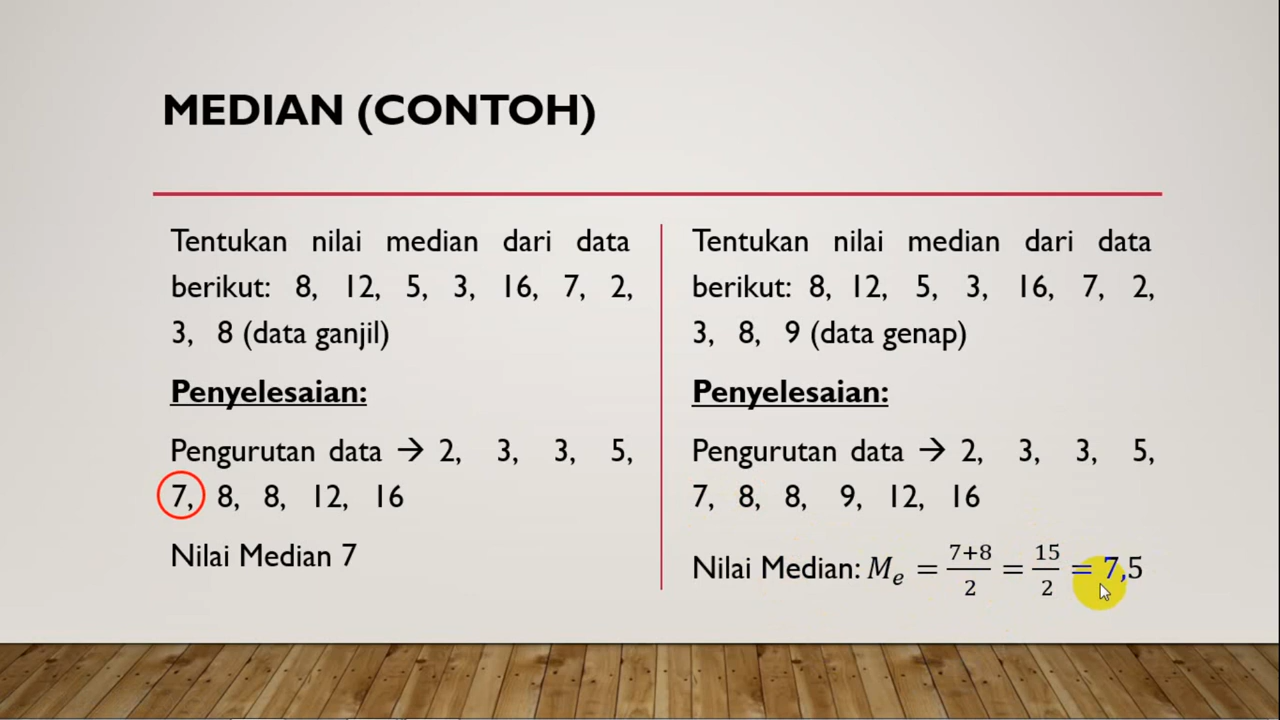 MEDIAN (CONTOH)
Tentukan nilai median dari data
berikut: 8, 12, 5, 3, 16, 7, 2,
3, 8 (data ganjil)
Penyelesaian:
Pengurutan data → 2, 3, 3, 5,
7, 8, 8, 12, 16
Nilai Median 7
Tentukan nilai median dari data
berikut: 8, 12, 5, 3, 16, 7, 2,
3, 8, 9 (data genap)
Penyelesaian:
Pengurutan data → 2, 3, 3, 5,
7, 8, 8, 9, 12, 16
Nilai Median: Mₑ = (7+8)/2 = 15/2 = 7,5